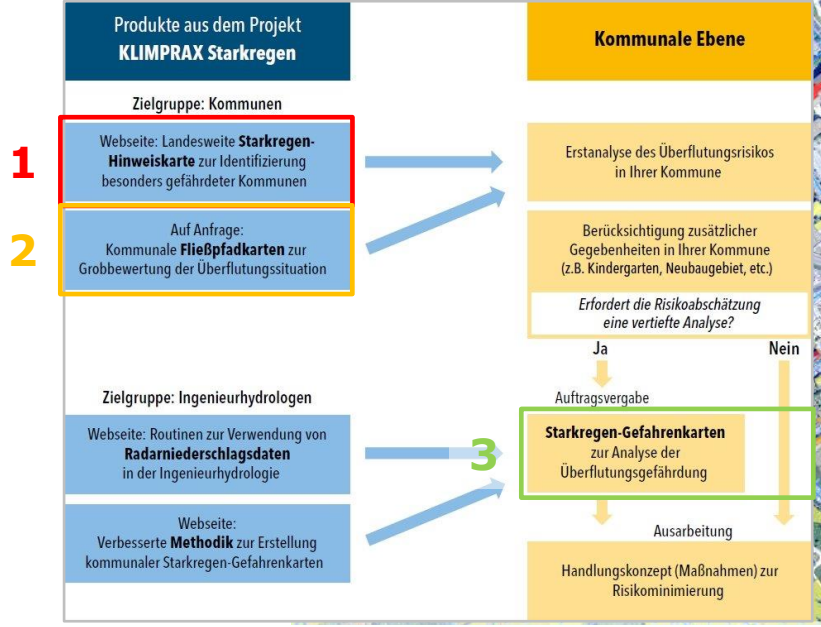 Produkte aus dem Projekt
KLIMPRAX Starkregen
Kommunale Ebene
Zielgruppe: Kommunen
1
Webseite: Landesweite Starkregen-
Hinweiskarte zur Identifizierung
besonders gefährdeter Kommunen
Erstanalyse des Überflutungsrisikos
in Ihrer Kommune
2
Auf Anfrage:
Kommunale Fließpfadkarten zur
Grobbewertung der Überflutungssituation
Berücksichtigung zusätzlicher
Gegebenheiten in Ihrer Kommune
(z.B. Kindergarten, Neubaugebiet, etc.)
Erfordert die Risikoabschätzung
eine vertiefte Analyse?
Ja
Nein
Zielgruppe: Ingenieurhydrologen
Auftragsvergabe
Webseite: Routinen zur Verwendung von
Radarniederschlagsdaten
in der Ingenieurhydrologie
3
Starkregen-Gefahrenkarten
zur Analyse der
Überflutungsgefährdung
Webseite:
Verbesserte Methodik zur Erstellung
kommunaler Starkregen-Gefahrenkarten
Ausarbeitung
Handlungskonzept (Maßnahmen) zur
Risikominimierung